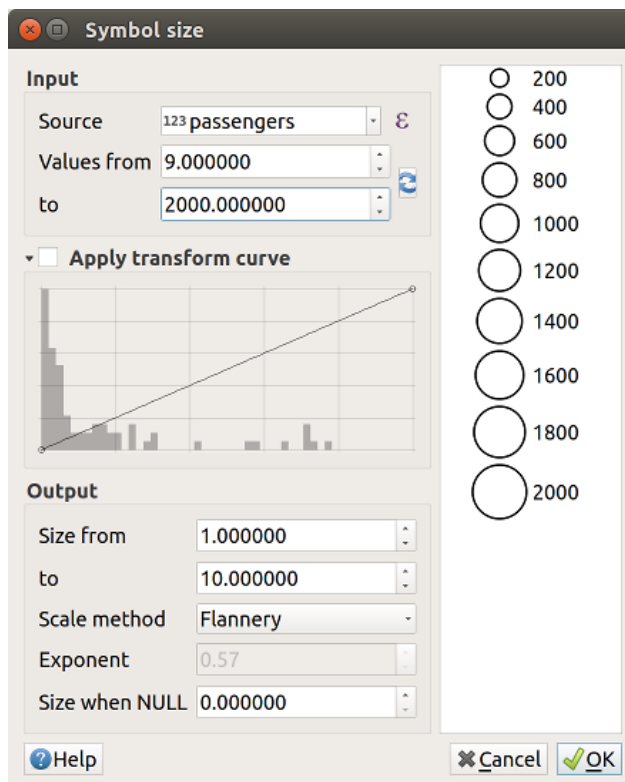 Symbol size
Input
Source 123 passengers ε
Values from 9.000000
to 2000.000000
Apply transform curve
Output
Size from 1.000000
to 10.000000
Scale method Flannery
Exponent 0.57
Size when NULL 0.000000
200
400
600
800
1000
1200
1400
1600
1800
2000
Help Cancel OK